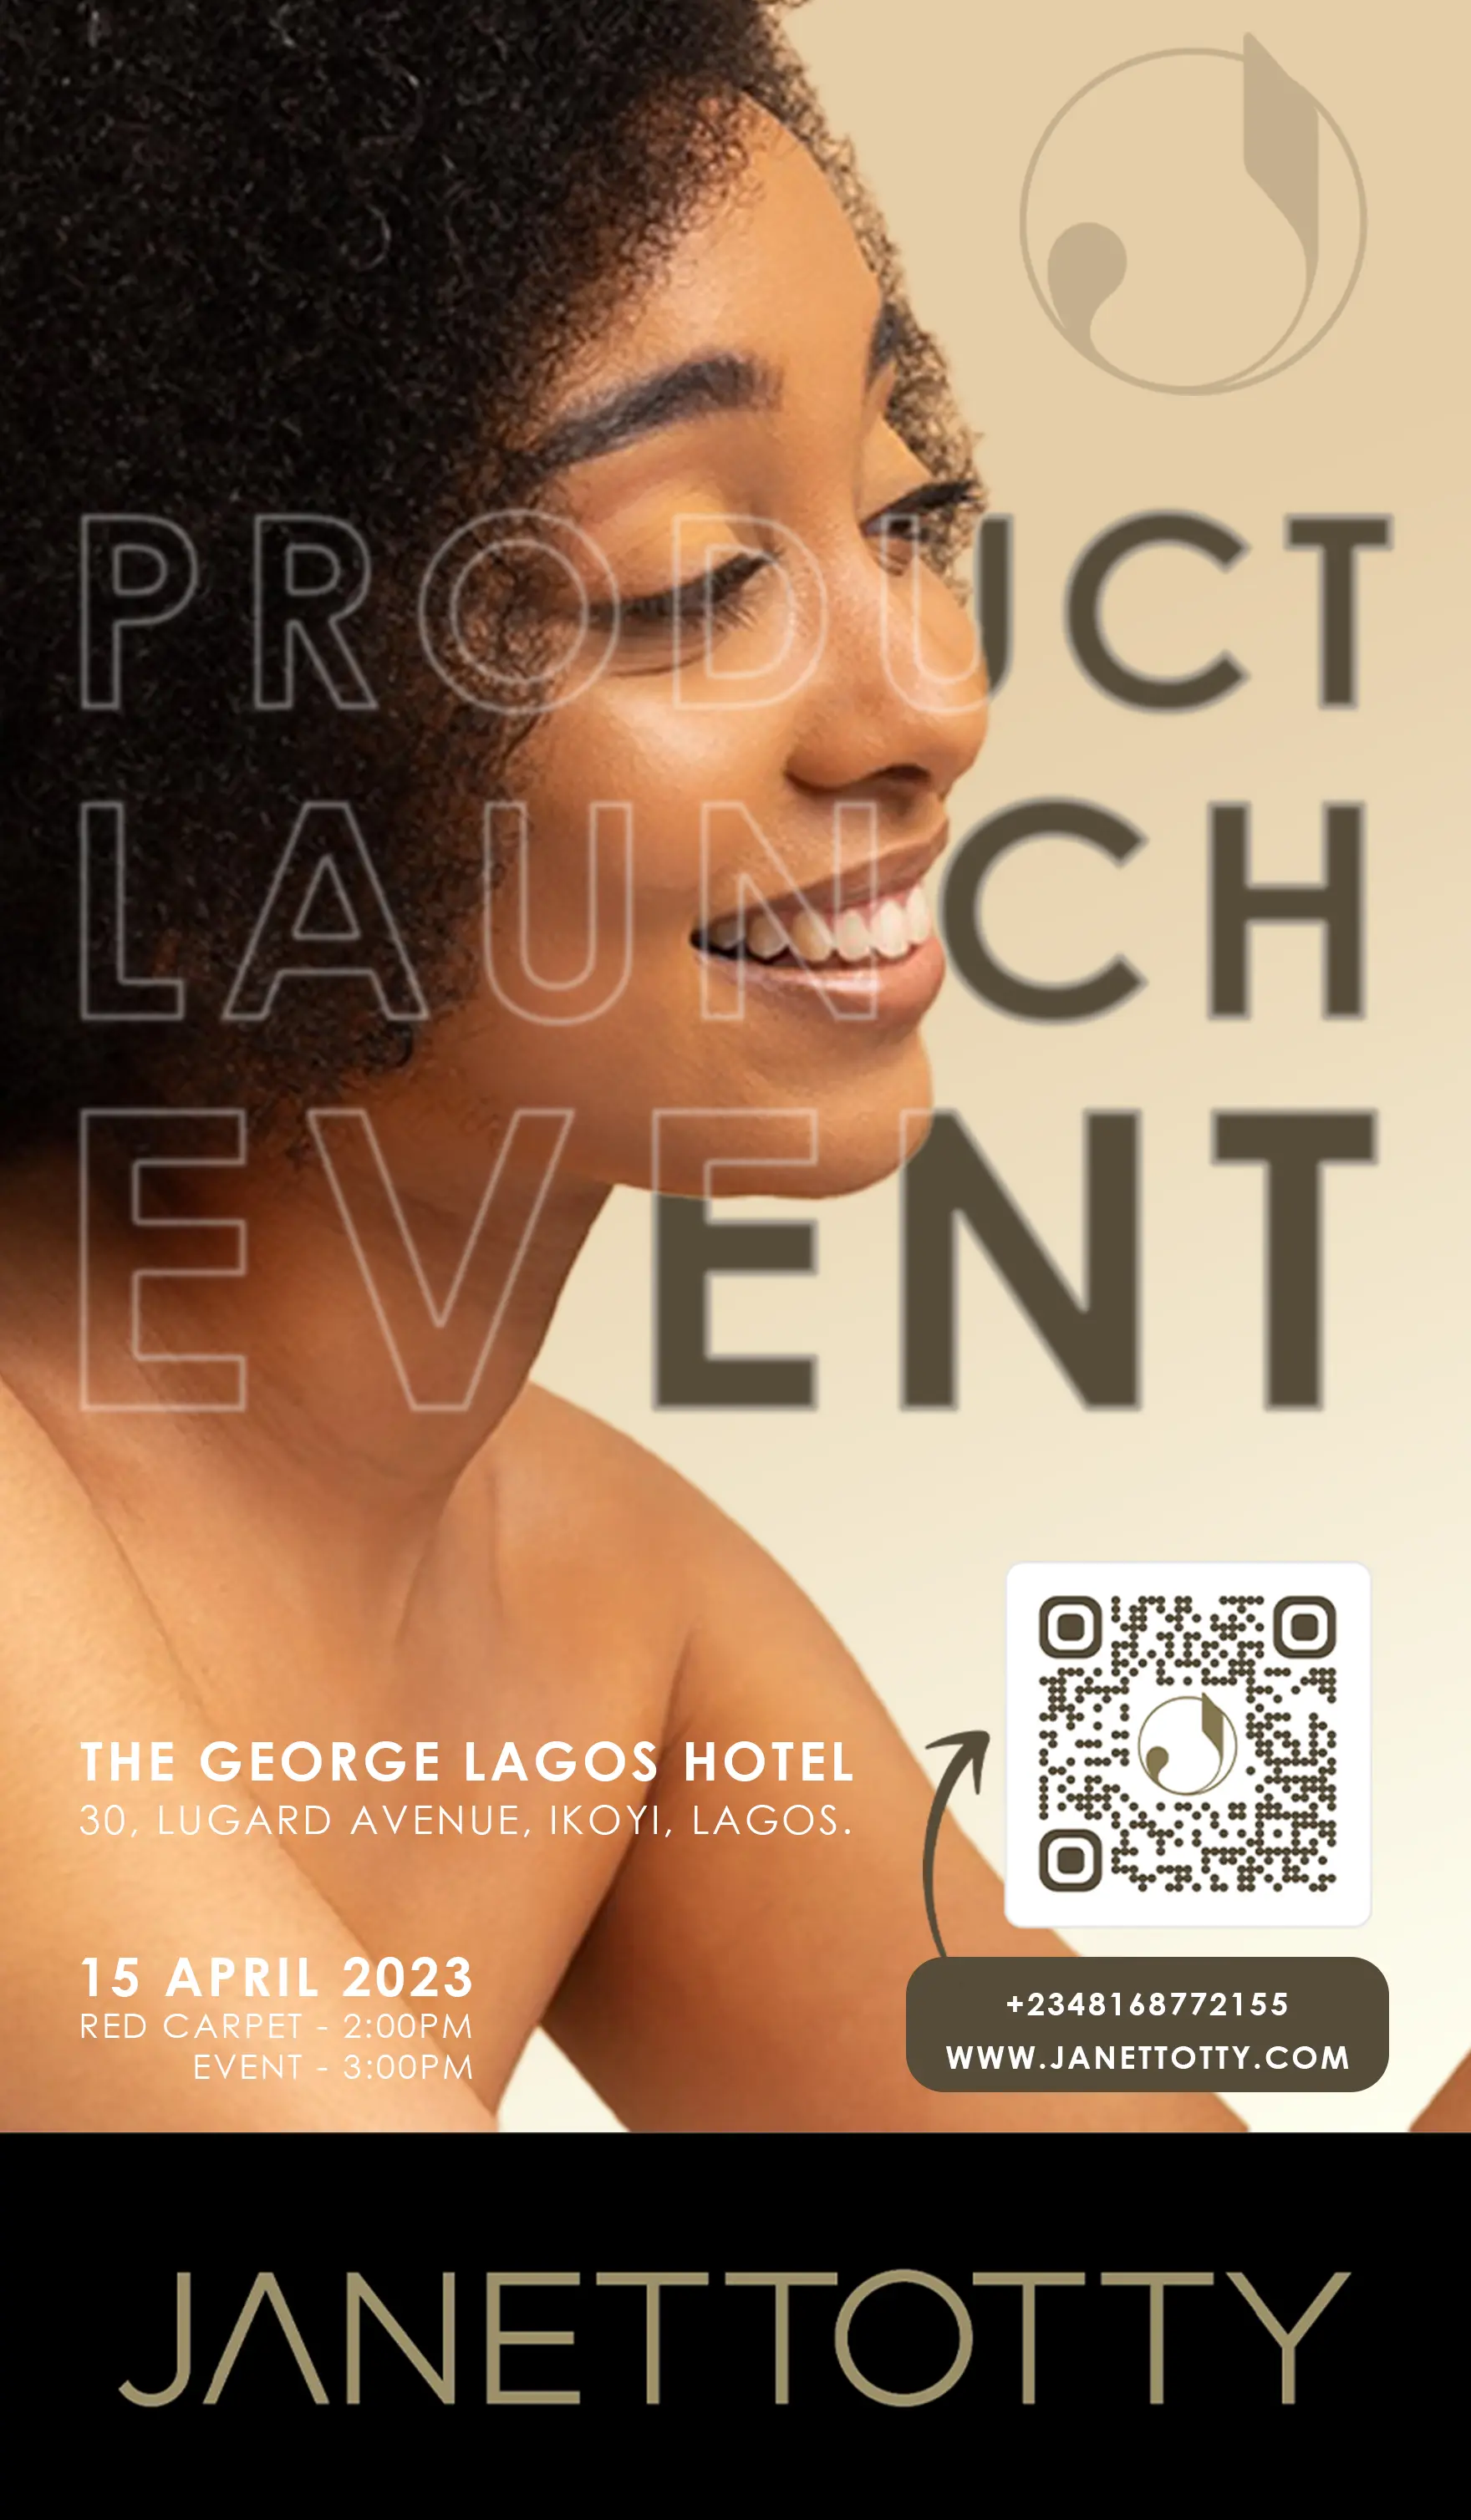 PRODUCT
LAUNCH
EVENT
THE GEORGE LAGOS HOTEL
30, LUGARD AVENUE, IKOYI, LAGOS.
15 APRIL 2023
RED CARPET - 2:00PM
EVENT - 3:00PM
+2348168772155
WWW.JANETTOTTY.COM
JANETTOTTY